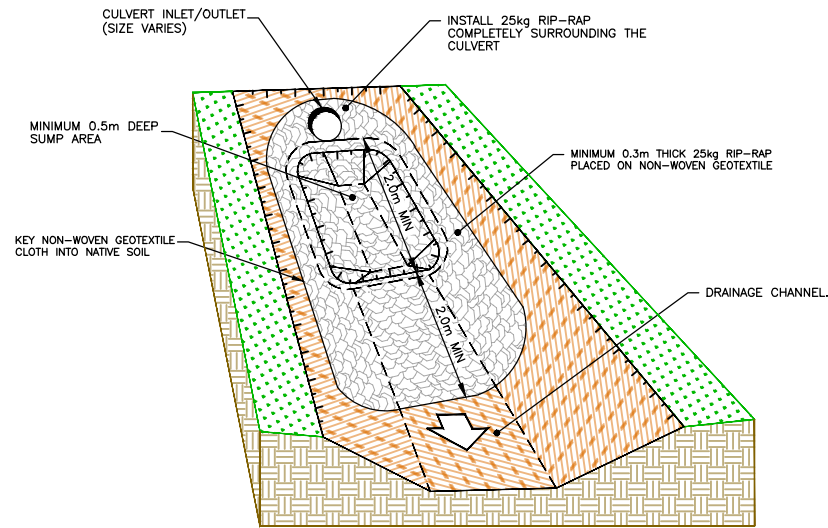 CULVERT INLET/OUTLET
(SIZE VARIES)
INSTALL 25kg RIP-RAP
COMPLETELY SURROUNDING THE
CULVERT
MINIMUM 0.5m DEEP
SUMP AREA
MINIMUM 0.3m THICK 25kg RIP-RAP
PLACED ON NON-WOVEN GEOTEXTILE
2.0m MIN
KEY NON-WOVEN GEOTEXTILE
CLOTH INTO NATIVE SOIL
DRAINAGE CHANNEL.
2.0m MIN